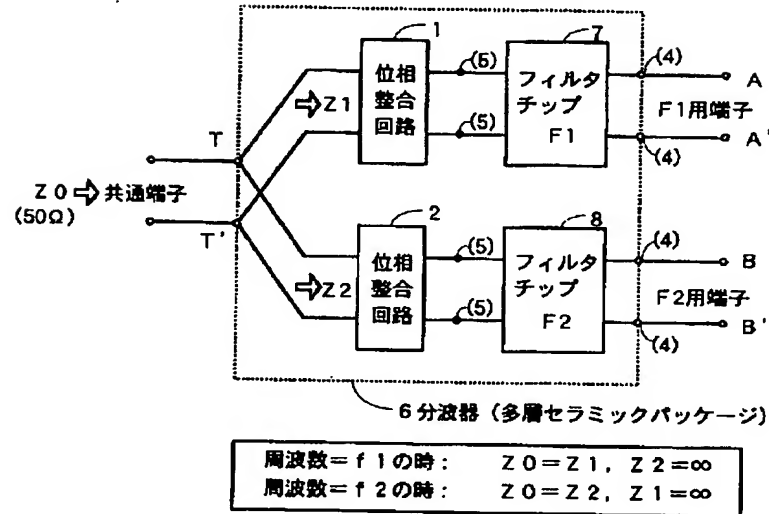 1
位相
整合
回路
⇨Z1
(5)
(5)
7
フィルタ
チップ
F1
(4)
(4)
A
F1用端子
A'
T
Z0⇨共通端子
(50Ω)
T'
2
位相
整合
回路
⇨Z2
(5)
(5)
8
フィルタ
チップ
F2
(4)
(4)
B
F2用端子
B'
6分波器(多層セラミックパッケージ)
周波数=f1の時: Z0=Z1, Z2=∞
周波数=f2の時: Z0=Z2, Z1=∞